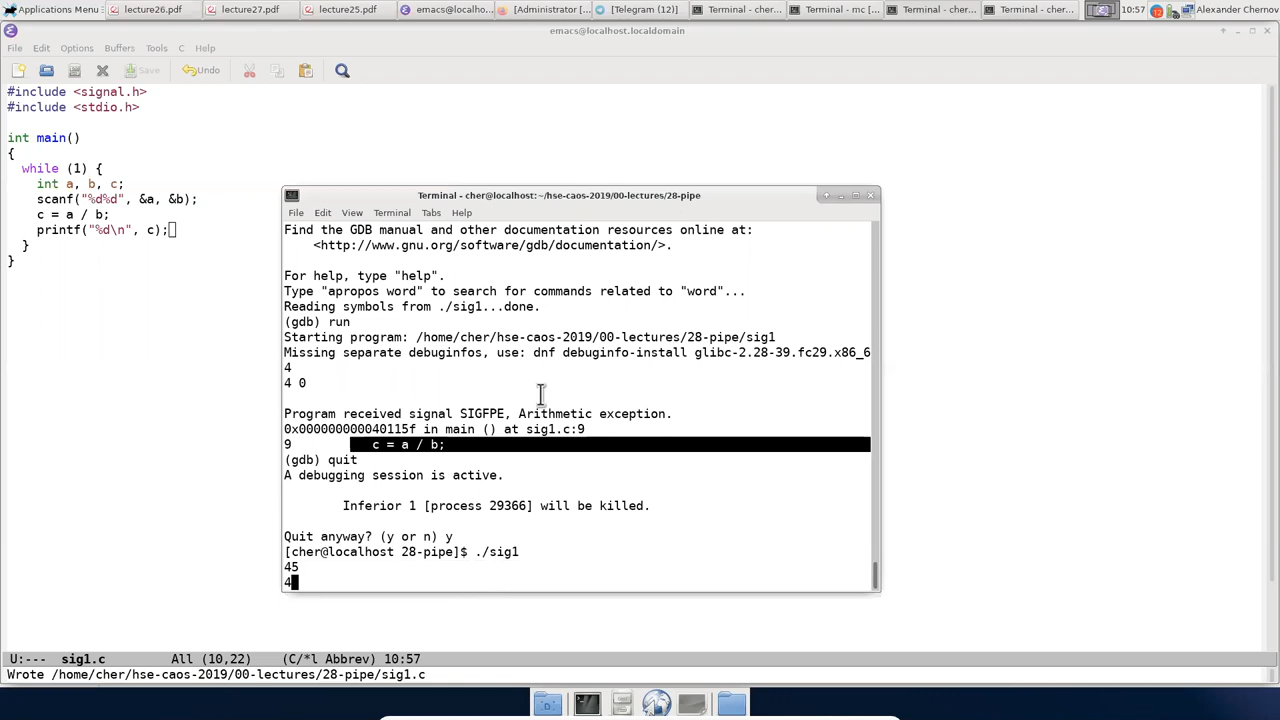 Applications Menu
lecture26.pdf
lecture27.pdf
lecture25.pdf
emacs@localho...
[Administrator [...
[Telegram (12)]
Terminal - cher...
Terminal - mc [...
Terminal - cher...
Terminal - cher...
10:57
12
Alexander Chernov
emacs@localhost.localdomain
File Edit Options Buffers Tools C Help
Save Undo
#include <signal.h>
#include <stdio.h>
int main()
{
while (1) {
int a, b, c;
scanf("%d%d", &a, &b);
c = a / b;
printf("%d\n", c);
}
}
Terminal - cher@localhost:~/hse-caos-2019/00-lectures/28-pipe
File Edit View Terminal Tabs Help
Find the GDB manual and other documentation resources online at:
<http://www.gnu.org/software/gdb/documentation/>.
For help, type "help".
Type "apropos word" to search for commands related to "word"...
Reading symbols from ./sig1...done.
(gdb) run
Starting program: /home/cher/hse-caos-2019/00-lectures/28-pipe/sig1
Missing separate debuginfos, use: dnf debuginfo-install glibc-2.28-39.fc29.x86_6
4
4 0
Program received signal SIGFPE, Arithmetic exception.
0x000000000040115f in main () at sig1.c:9
9 c = a / b;
(gdb) quit
A debugging session is active.
Inferior 1 [process 29366] will be killed.
Quit anyway? (y or n) y
[cher@localhost 28-pipe]$ ./sig1
45
4
U:--- sig1.c All (10,22) (C/*l Abbrev) 10:57
Wrote /home/cher/hse-caos-2019/00-lectures/28-pipe/sig1.c